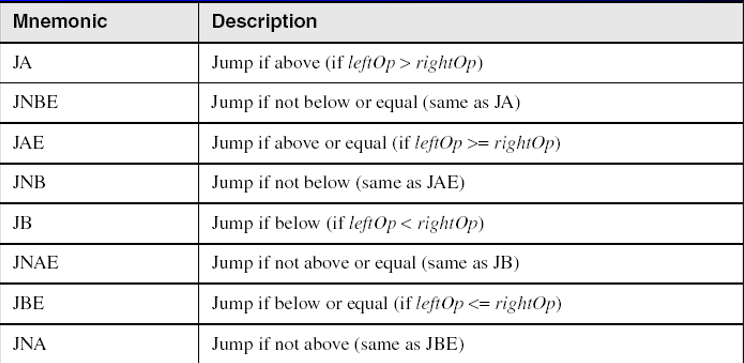 Mnemonic Description
JA Jump if above (if leftOp > rightOp)
JNBE Jump if not below or equal (same as JA)
JAE Jump if above or equal (if leftOp >= rightOp)
JNB Jump if not below (same as JAE)
JB Jump if below (if leftOp < rightOp)
JNAE Jump if not above or equal (same as JB)
JBE Jump if below or equal (if leftOp <= rightOp)
JNA Jump if not above (same as JBE)